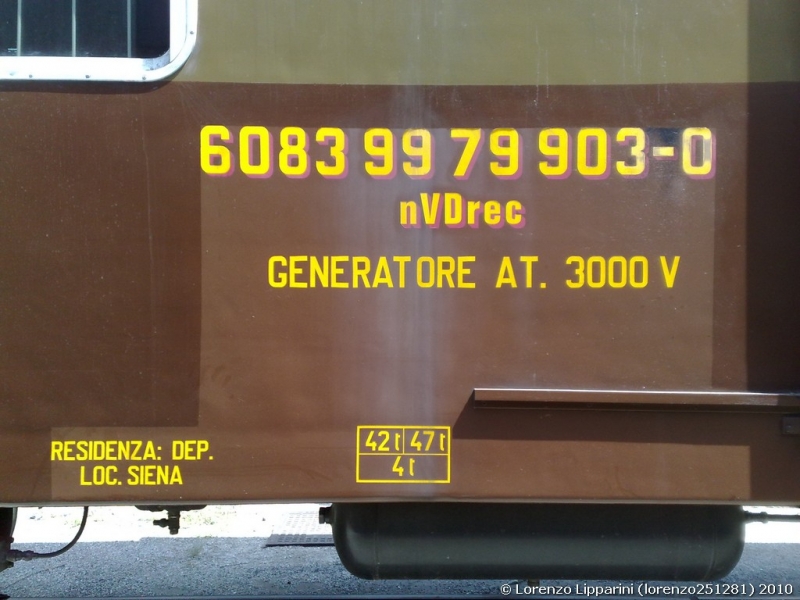 6083 99 79 903-0
nVDrec
GENERATORE AT. 3000 V
RESIDENZA: DEP.
LOC. SIENA
42t 47t
4t
© Lorenzo Lipparini (lorenzo251281) 2010